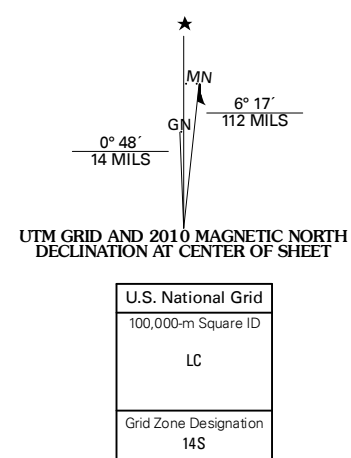 MN
6° 17´
112 MILS
GN
0° 48´
14 MILS
UTM GRID AND 2010 MAGNETIC NORTH
DECLINATION AT CENTER OF SHEET
U.S. National Grid
100,000-m Square ID
LC
Grid Zone Designation
14S